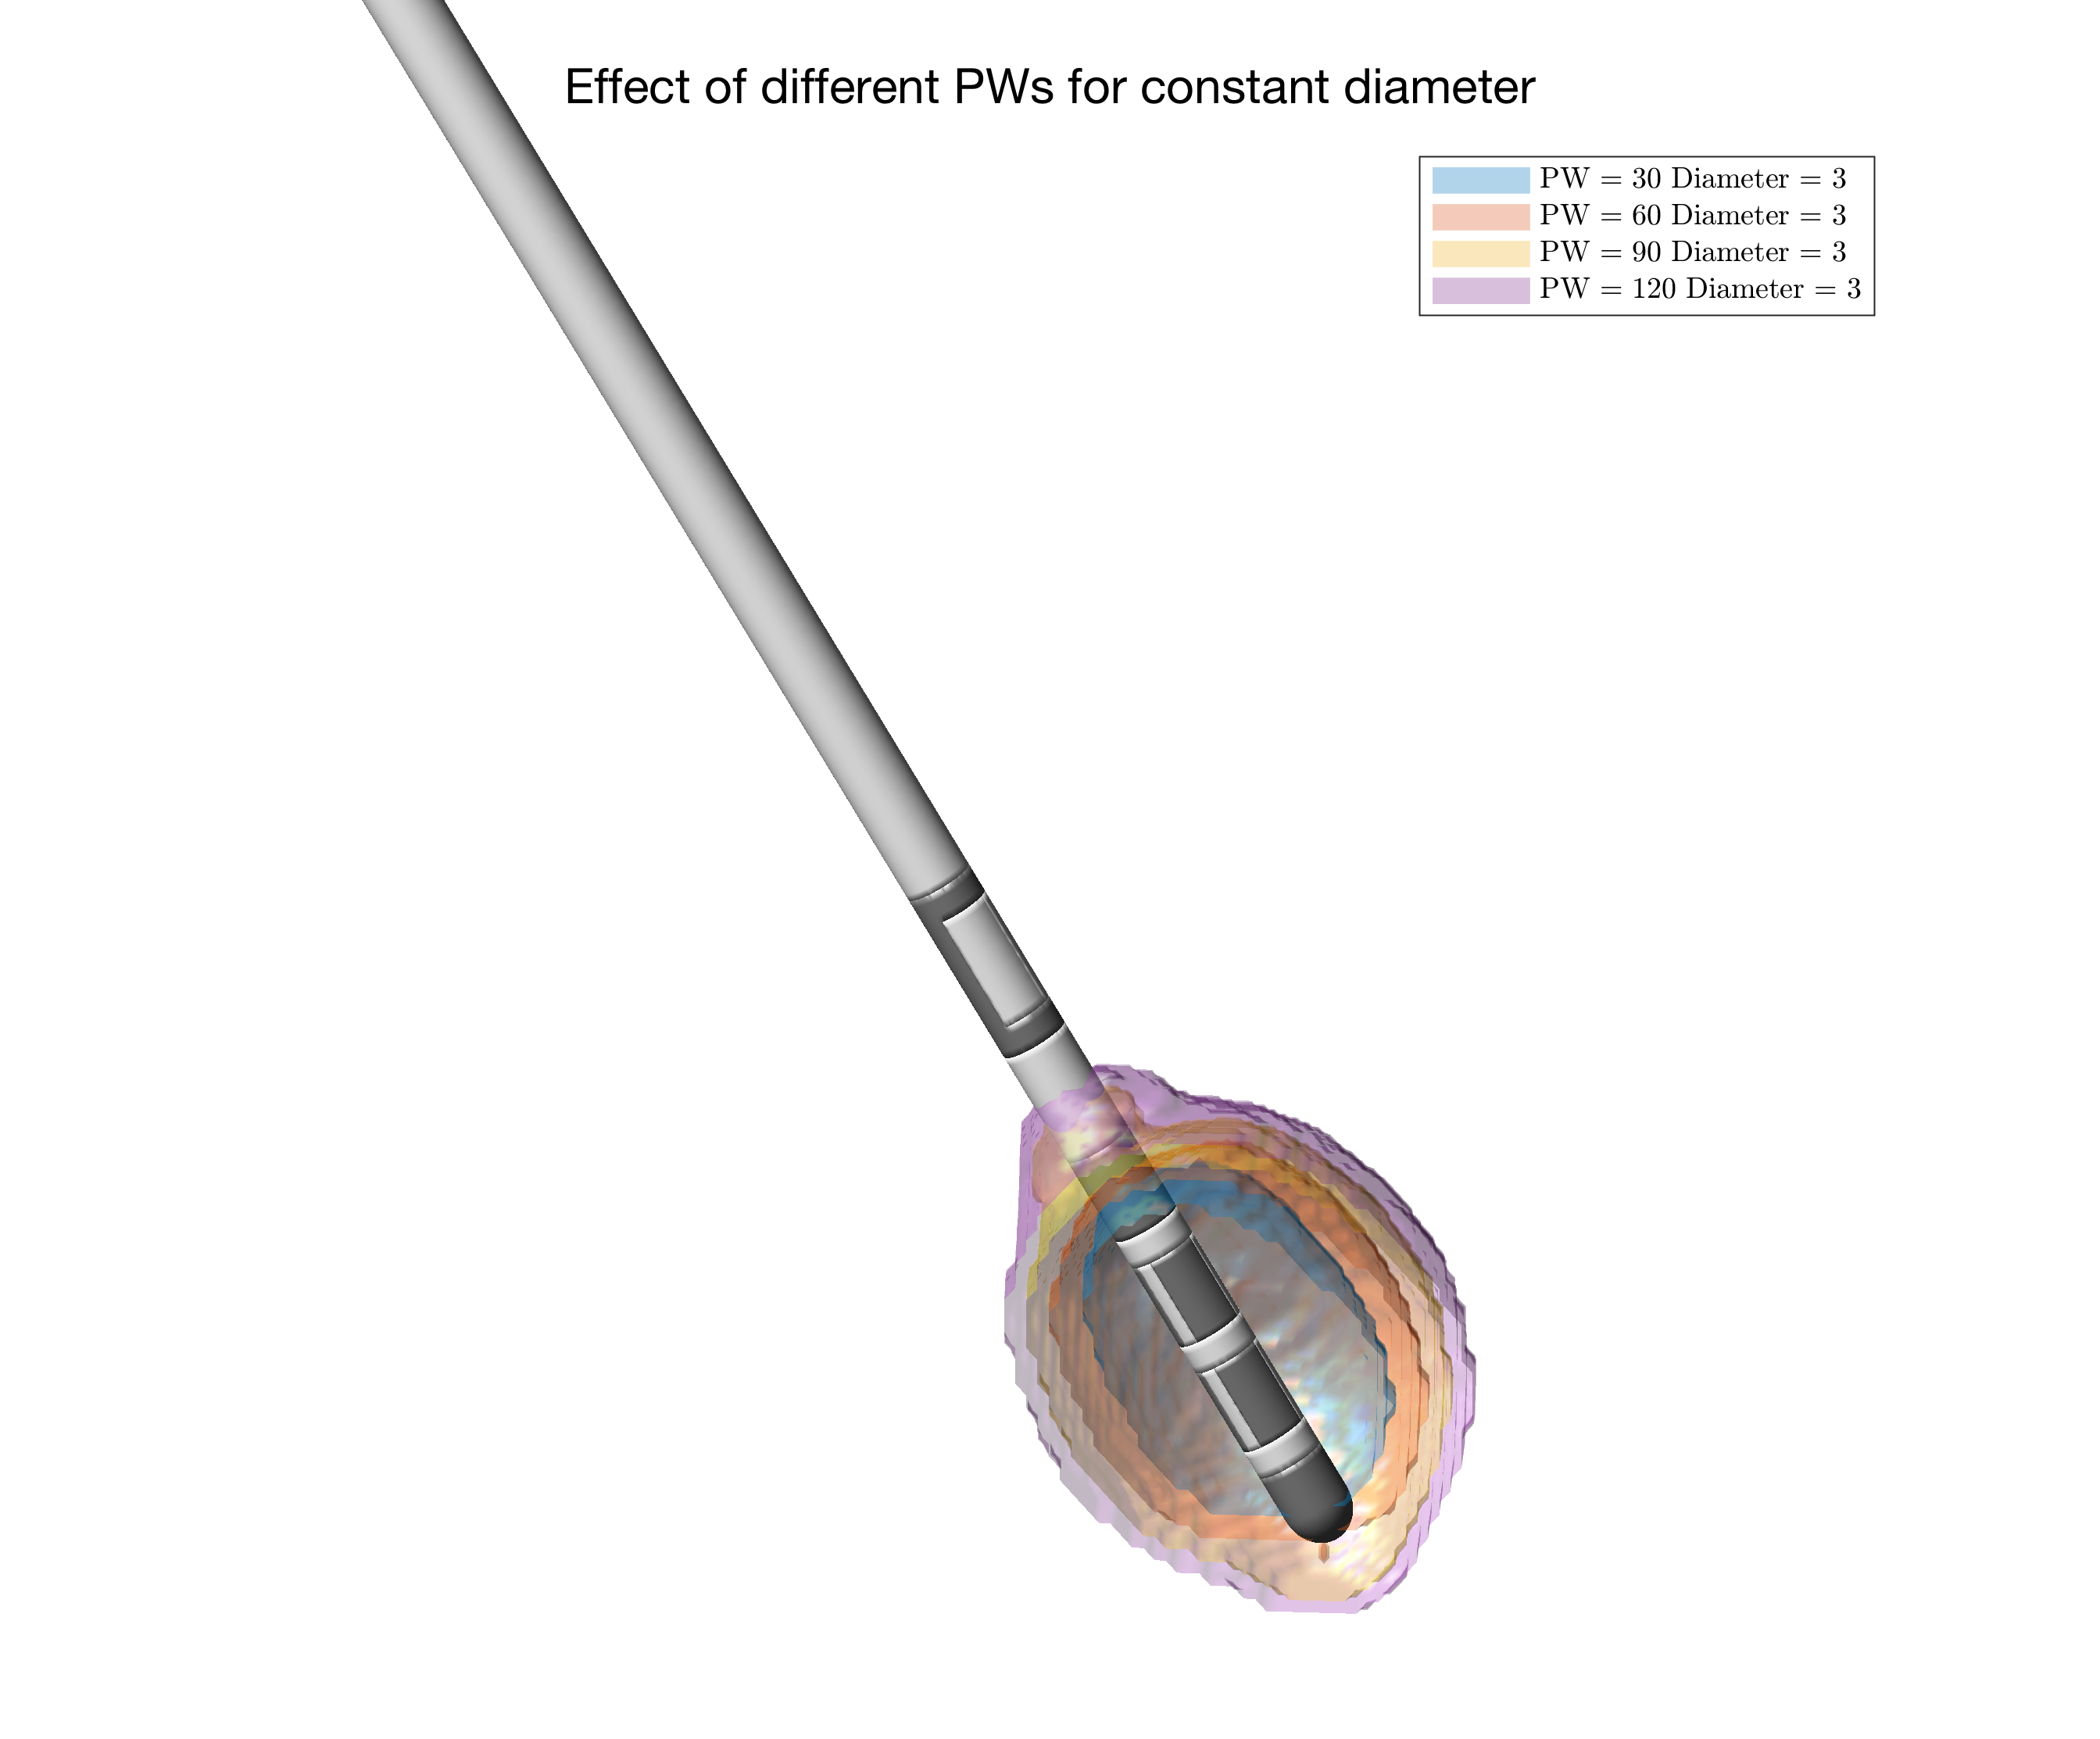 Effect of different PWs for constant diameter
PW = 30 Diameter = 3
PW = 60 Diameter = 3
PW = 90 Diameter = 3
PW = 120 Diameter = 3